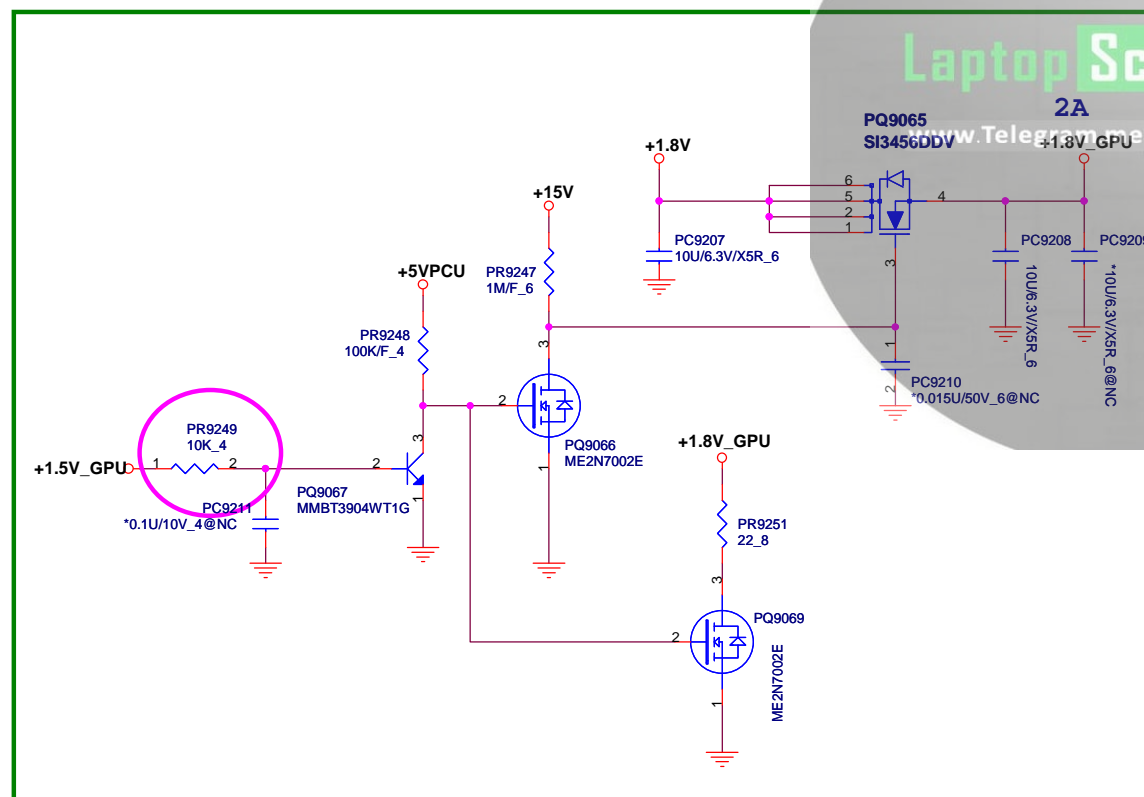 Laptop Sc
2A
PQ9065
SI3456DDV
www.Telegram.me
+1.8V
+1.8V_GPU
6
5
2
1
4
3
+15V
PC9207
10U/6.3V/X5R_6
PC9208
10U/6.3V/X5R_6
PC9209
*10U/6.3V/X5R_6@NC
+5VPCU
PR9247
1M/F_6
PR9248
100K/F_4
3
2
1
PQ9066
ME2N7002E
1
2
PC9210
*0.015U/50V_6@NC
PR9249
10K_4
+1.5V_GPU
1
2
2
3
1
PQ9067
MMBT3904WT1G
PC9211
*0.1U/10V_4@NC
+1.8V_GPU
PR9251
22_8
3
2
1
PQ9069
ME2N7002E